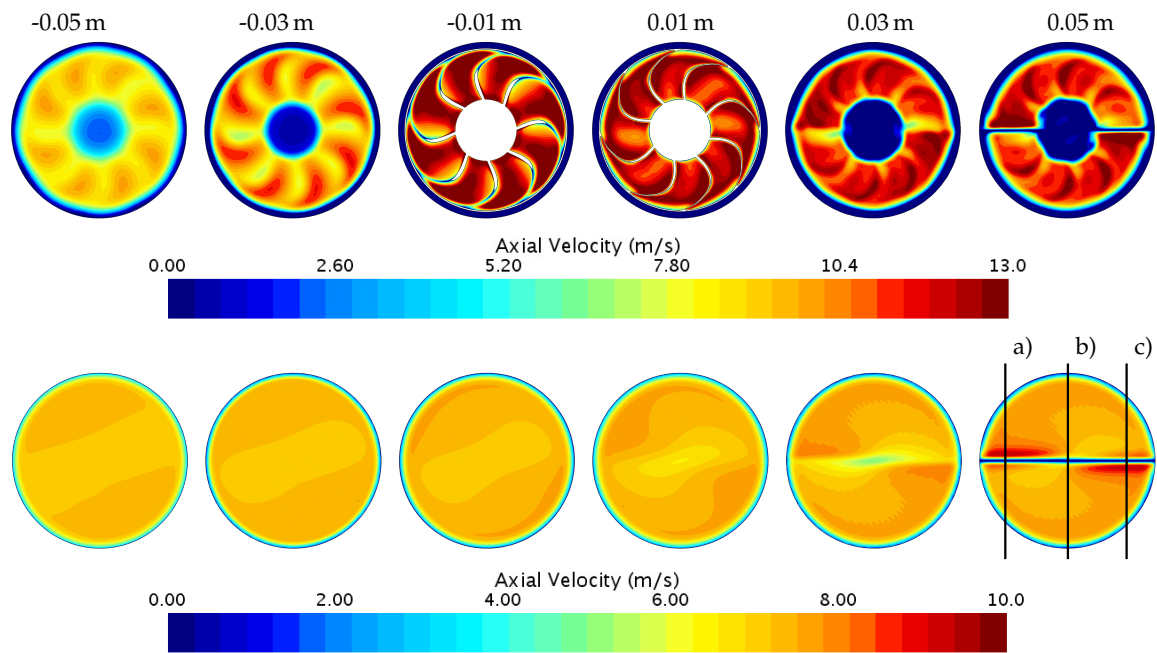 -0.05 m -0.03 m -0.01 m 0.01 m 0.03 m 0.05 m
Axial Velocity (m/s)
0.00 2.60 5.20 7.80 10.4 13.0
a) b) c)
Axial Velocity (m/s)
0.00 2.00 4.00 6.00 8.00 10.0